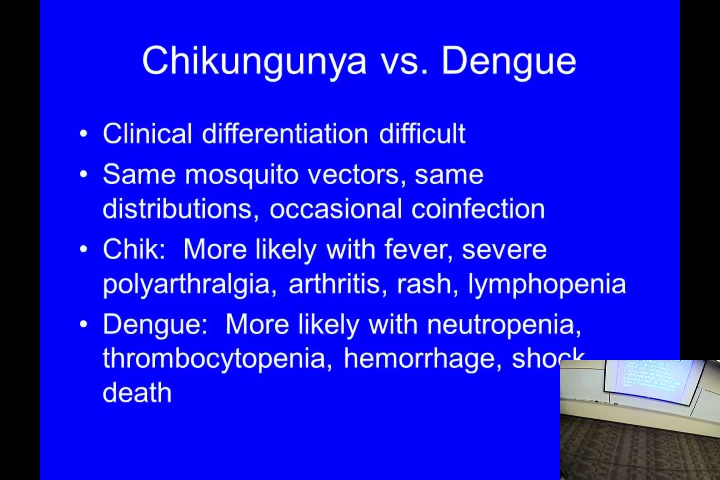 Chikungunya vs. Dengue
• Clinical differentiation difficult
• Same mosquito vectors, same
distributions, occasional coinfection
• Chik: More likely with fever, severe
polyarthralgia, arthritis, rash, lymphopenia
• Dengue: More likely with neutropenia,
thrombocytopenia, hemorrhage, shock
death